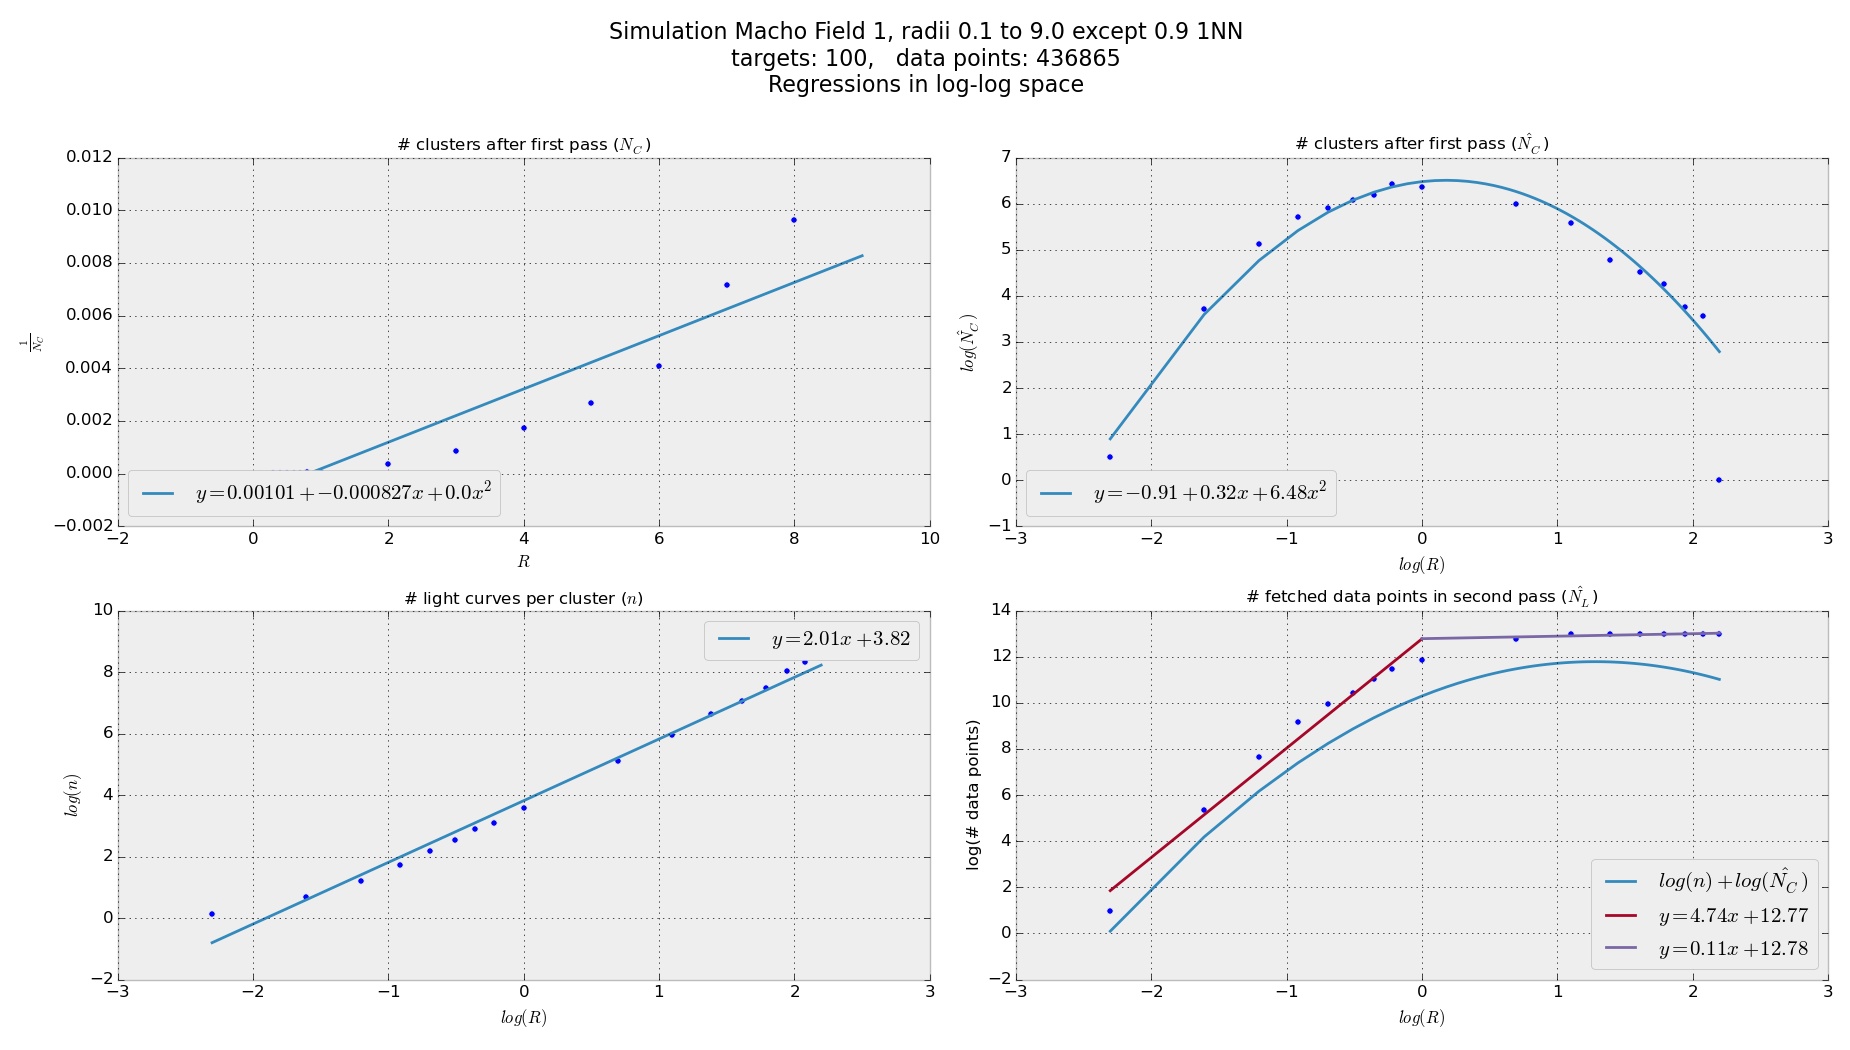 Simulation Macho Field 1, radii 0.1 to 9.0 except 0.9 1NN
targets: 100,   data points: 436865
Regressions in log-log space
# clusters after first pass (N_C)
0.012
0.010
0.008
0.006
0.004
0.002
0.000
−0.002
1/N_C
y=0.00101+−0.000827x+0.0x²
−2 0 2 4 6 8 10
R
# clusters after first pass (N̂_C)
7
6
5
4
3
2
1
0
−1
log(N̂_C)
y=−0.91+0.32x+6.48x²
−3 −2 −1 0 1 2 3
log(R)
# light curves per cluster (n)
10
8
6
4
2
0
−2
log(n)
y=2.01x+3.82
−3 −2 −1 0 1 2 3
log(R)
# fetched data points in second pass (N̂_L)
14
12
10
8
6
4
2
0
−2
log(# data points)
log(n)+log(N̂_C)
y=4.74x+12.77
y=0.11x+12.78
−3 −2 −1 0 1 2 3
log(R)